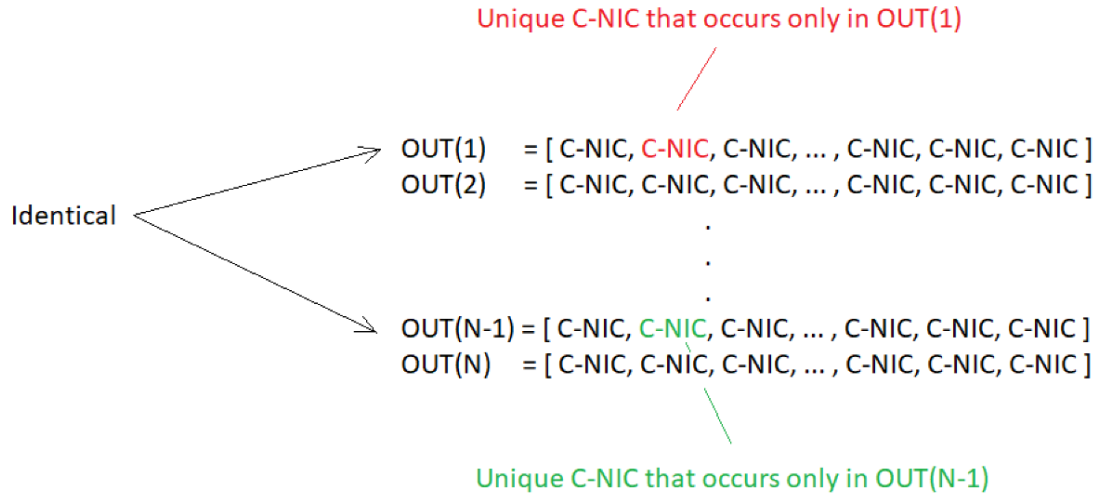 Unique C-NIC that occurs only in OUT(1)
OUT(1) = [ C-NIC, C-NIC, C-NIC, ... , C-NIC, C-NIC, C-NIC ]
OUT(2) = [ C-NIC, C-NIC, C-NIC, ... , C-NIC, C-NIC, C-NIC ]
Identical
.
.
.
OUT(N-1) = [ C-NIC, C-NIC, C-NIC, ... , C-NIC, C-NIC, C-NIC ]
OUT(N) = [ C-NIC, C-NIC, C-NIC, ... , C-NIC, C-NIC, C-NIC ]
Unique C-NIC that occurs only in OUT(N-1)